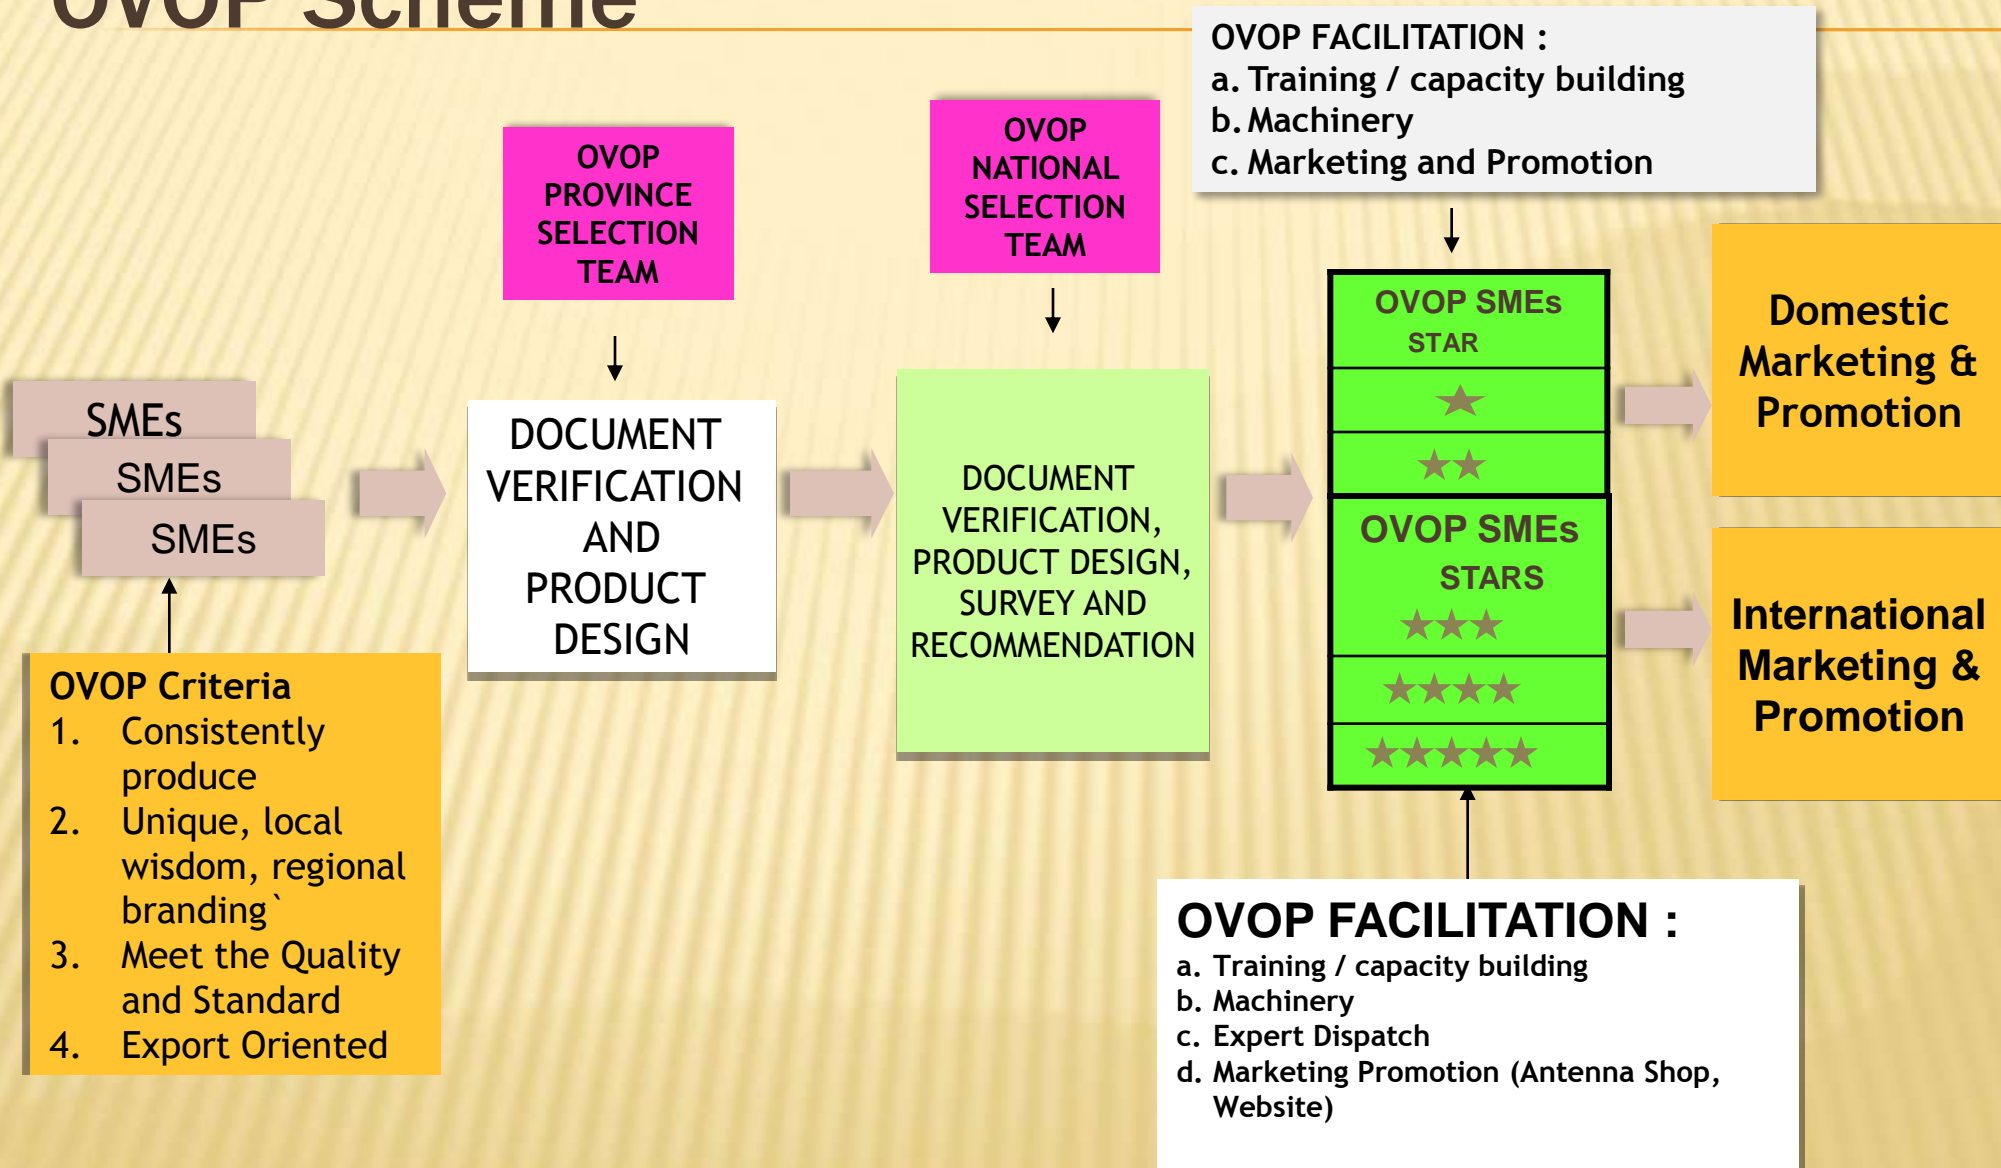 OVOP Scheme
OVOP FACILITATION :
a. Training / capacity building
b. Machinery
c. Marketing and Promotion
OVOP
PROVINCE
SELECTION
TEAM
OVOP
NATIONAL
SELECTION
TEAM
SMEs
SMEs
SMEs
DOCUMENT
VERIFICATION
AND
PRODUCT
DESIGN
DOCUMENT
VERIFICATION,
PRODUCT DESIGN,
SURVEY AND
RECOMMENDATION
OVOP SMEs
STAR
OVOP SMEs
STARS
Domestic
Marketing &
Promotion
International
Marketing &
Promotion
OVOP Criteria
1. Consistently
produce
2. Unique, local
wisdom, regional
branding`
3. Meet the Quality
and Standard
4. Export Oriented
OVOP FACILITATION :
a. Training / capacity building
b. Machinery
c. Expert Dispatch
d. Marketing Promotion (Antenna Shop,
Website)